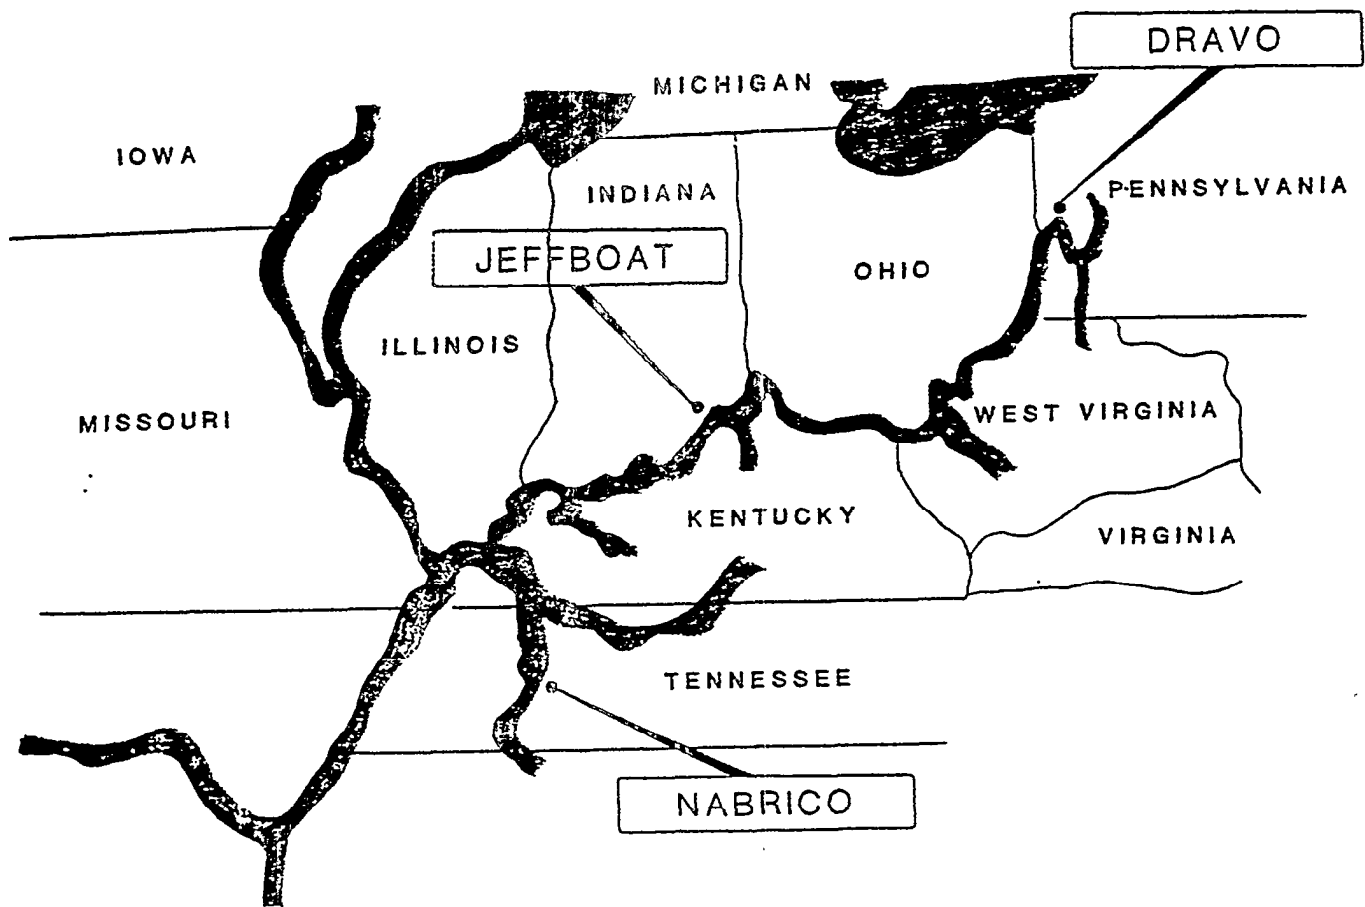 DRAVO
MICHIGAN
IOWA
INDIANA
PENNSYLVANIA
JEFFBOAT
OHIO
ILLINOIS
MISSOURI
WEST VIRGINIA
KENTUCKY
VIRGINIA
TENNESSEE
NABRICO